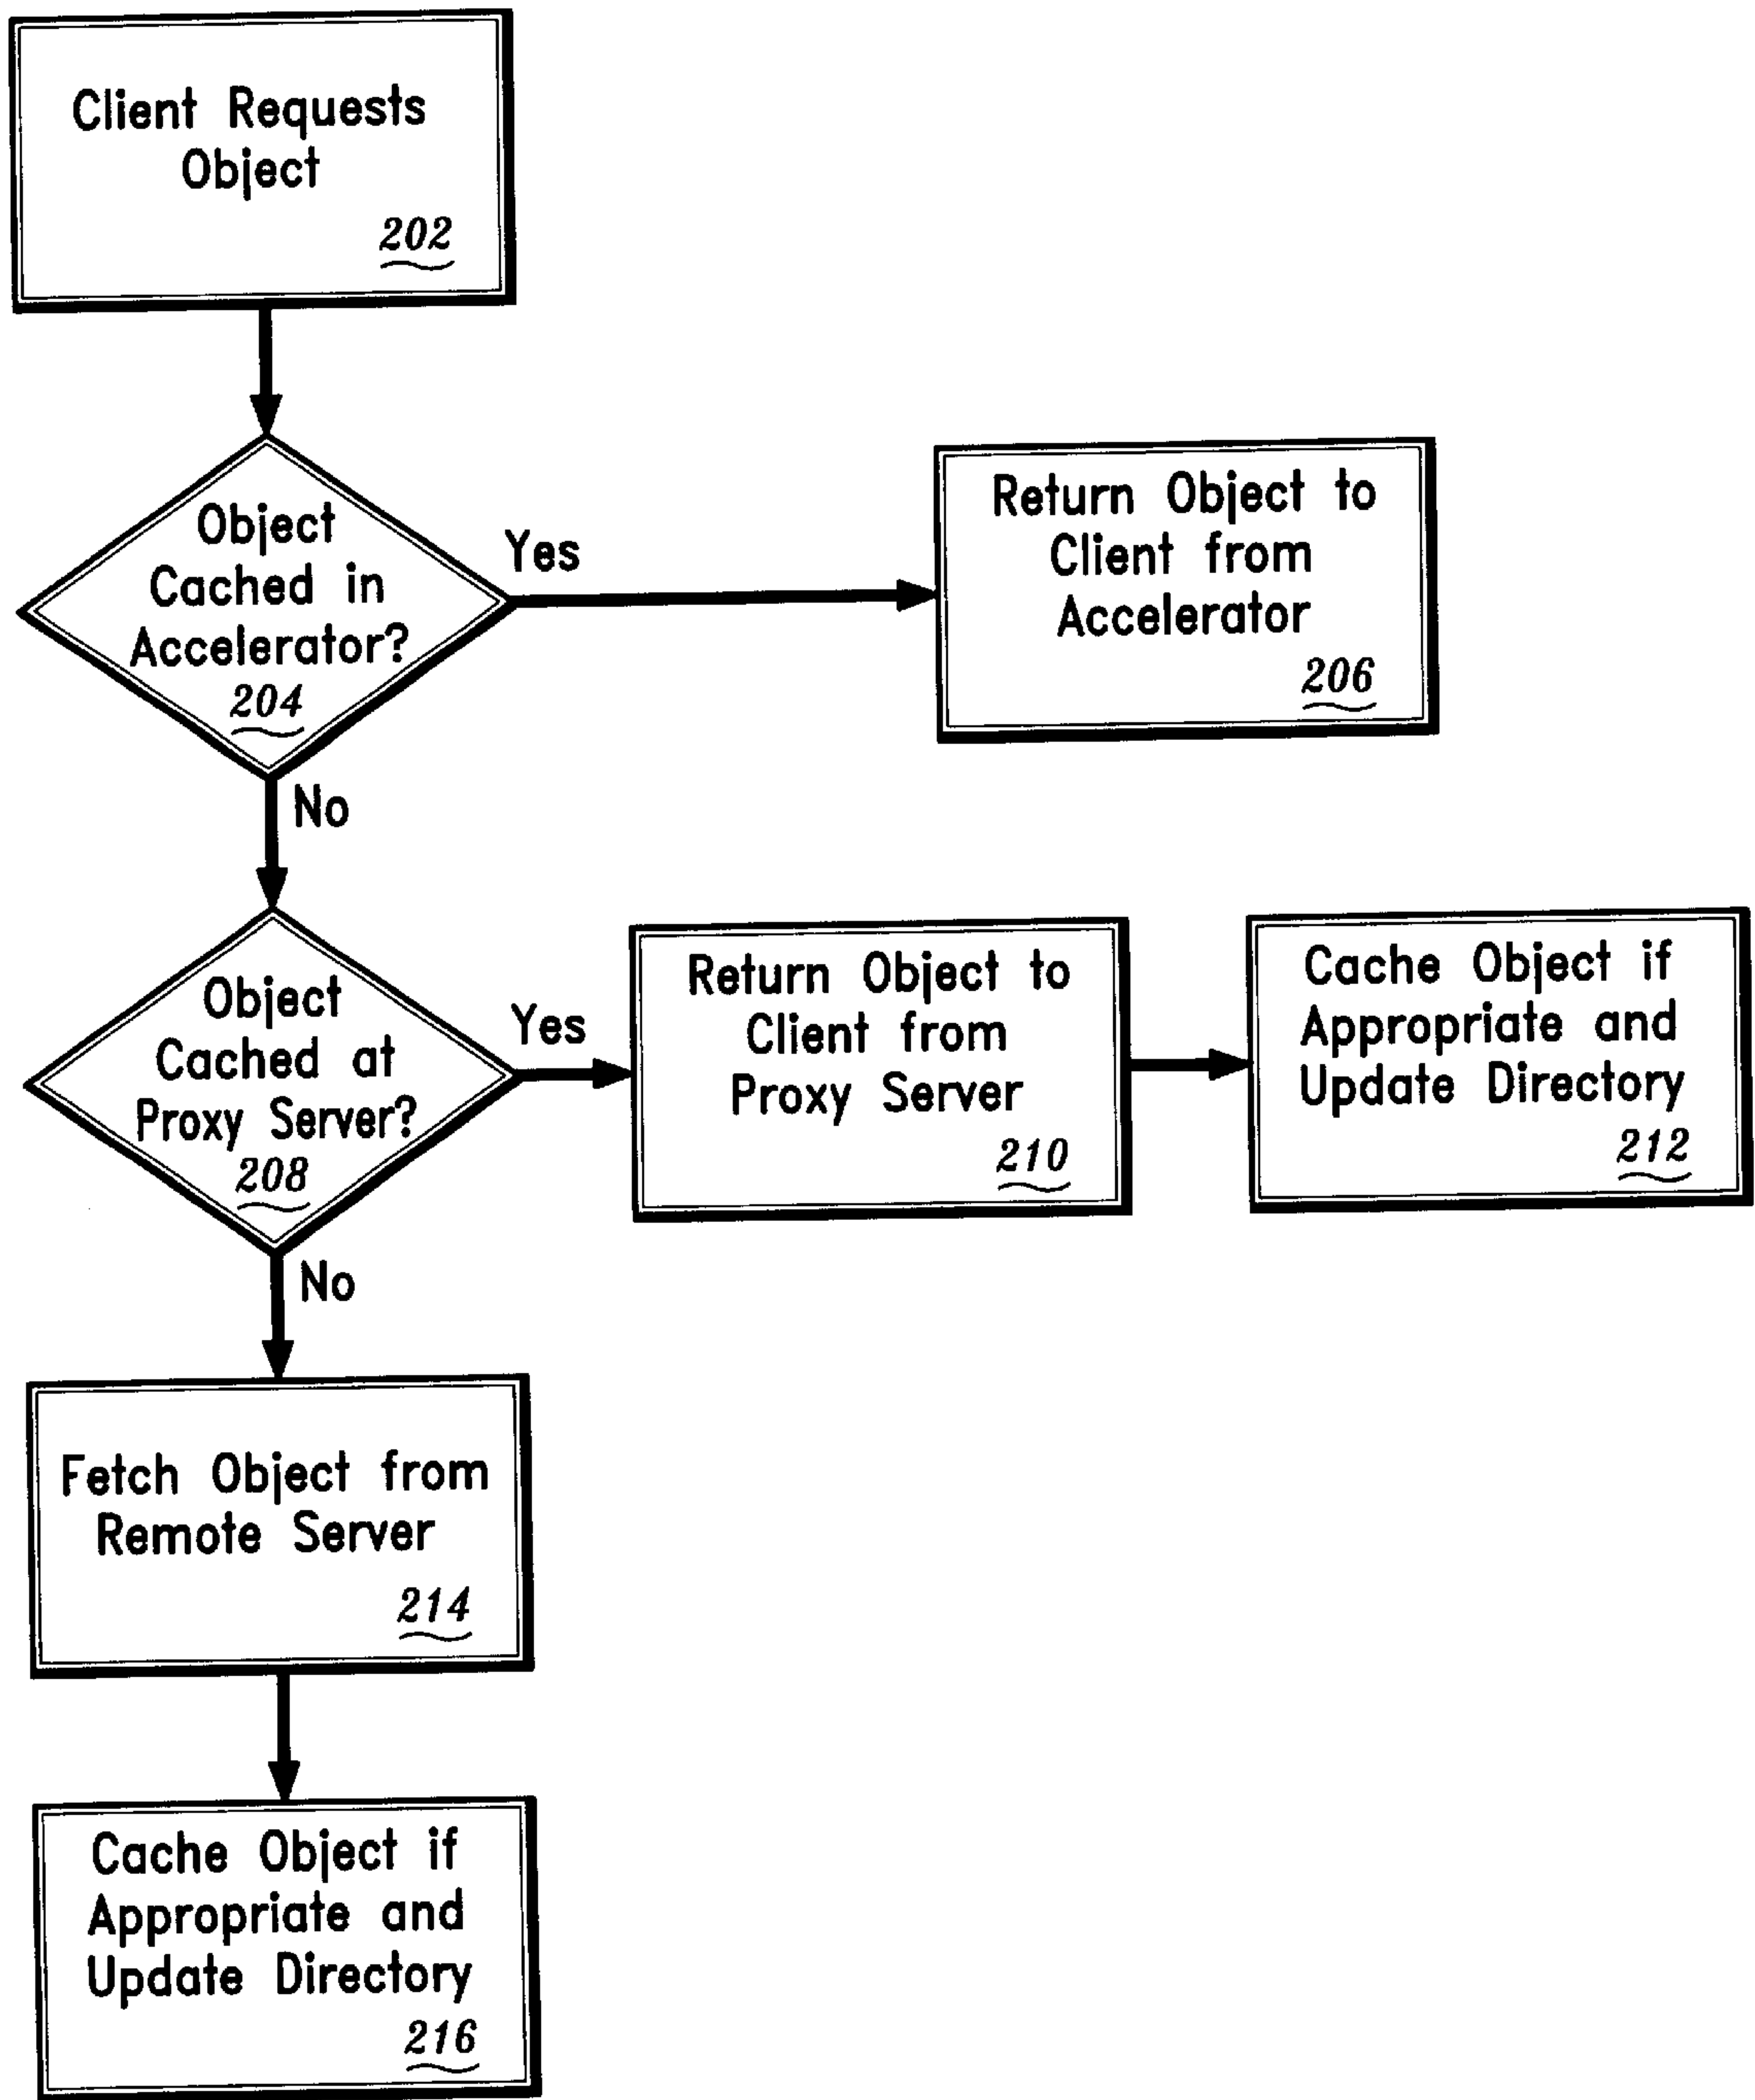 Client Requests
Object
202
Object
Cached in
Accelerator?
204
Yes
Return Object to
Client from
Accelerator
206
No
Object
Cached at
Proxy Server?
208
Yes
Return Object to
Client from
Proxy Server
210
Cache Object if
Appropriate and
Update Directory
212
No
Fetch Object from
Remote Server
214
Cache Object if
Appropriate and
Update Directory
216